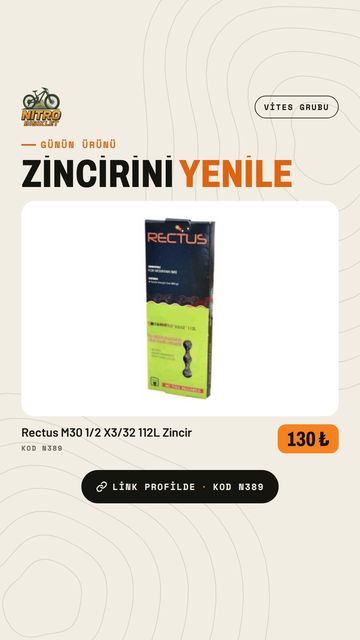 NITRO
BISIKLET
VİTES GRUBU
GÜNÜN ÜRÜNÜ
ZİNCİRİNİ YENİLE
RECTUS
Rectus M30 1/2 X3/32 112L Zincir
KOD N389
130 ₺
LİNK PROFİLDE · KOD N389